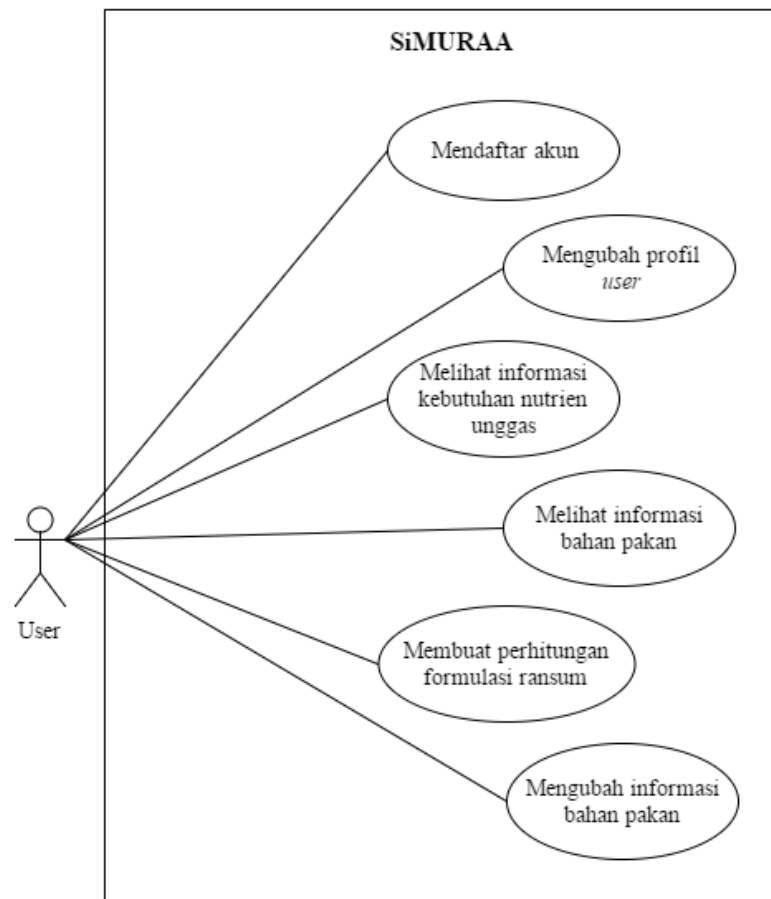 SiMURAA
Mendaftar akun
Mengubah profil
user
Melihat informasi
kebutuhan nutrien
unggas
Melihat informasi
bahan pakan
User
Membuat perhitungan
formulasi ransum
Mengubah informasi
bahan pakan